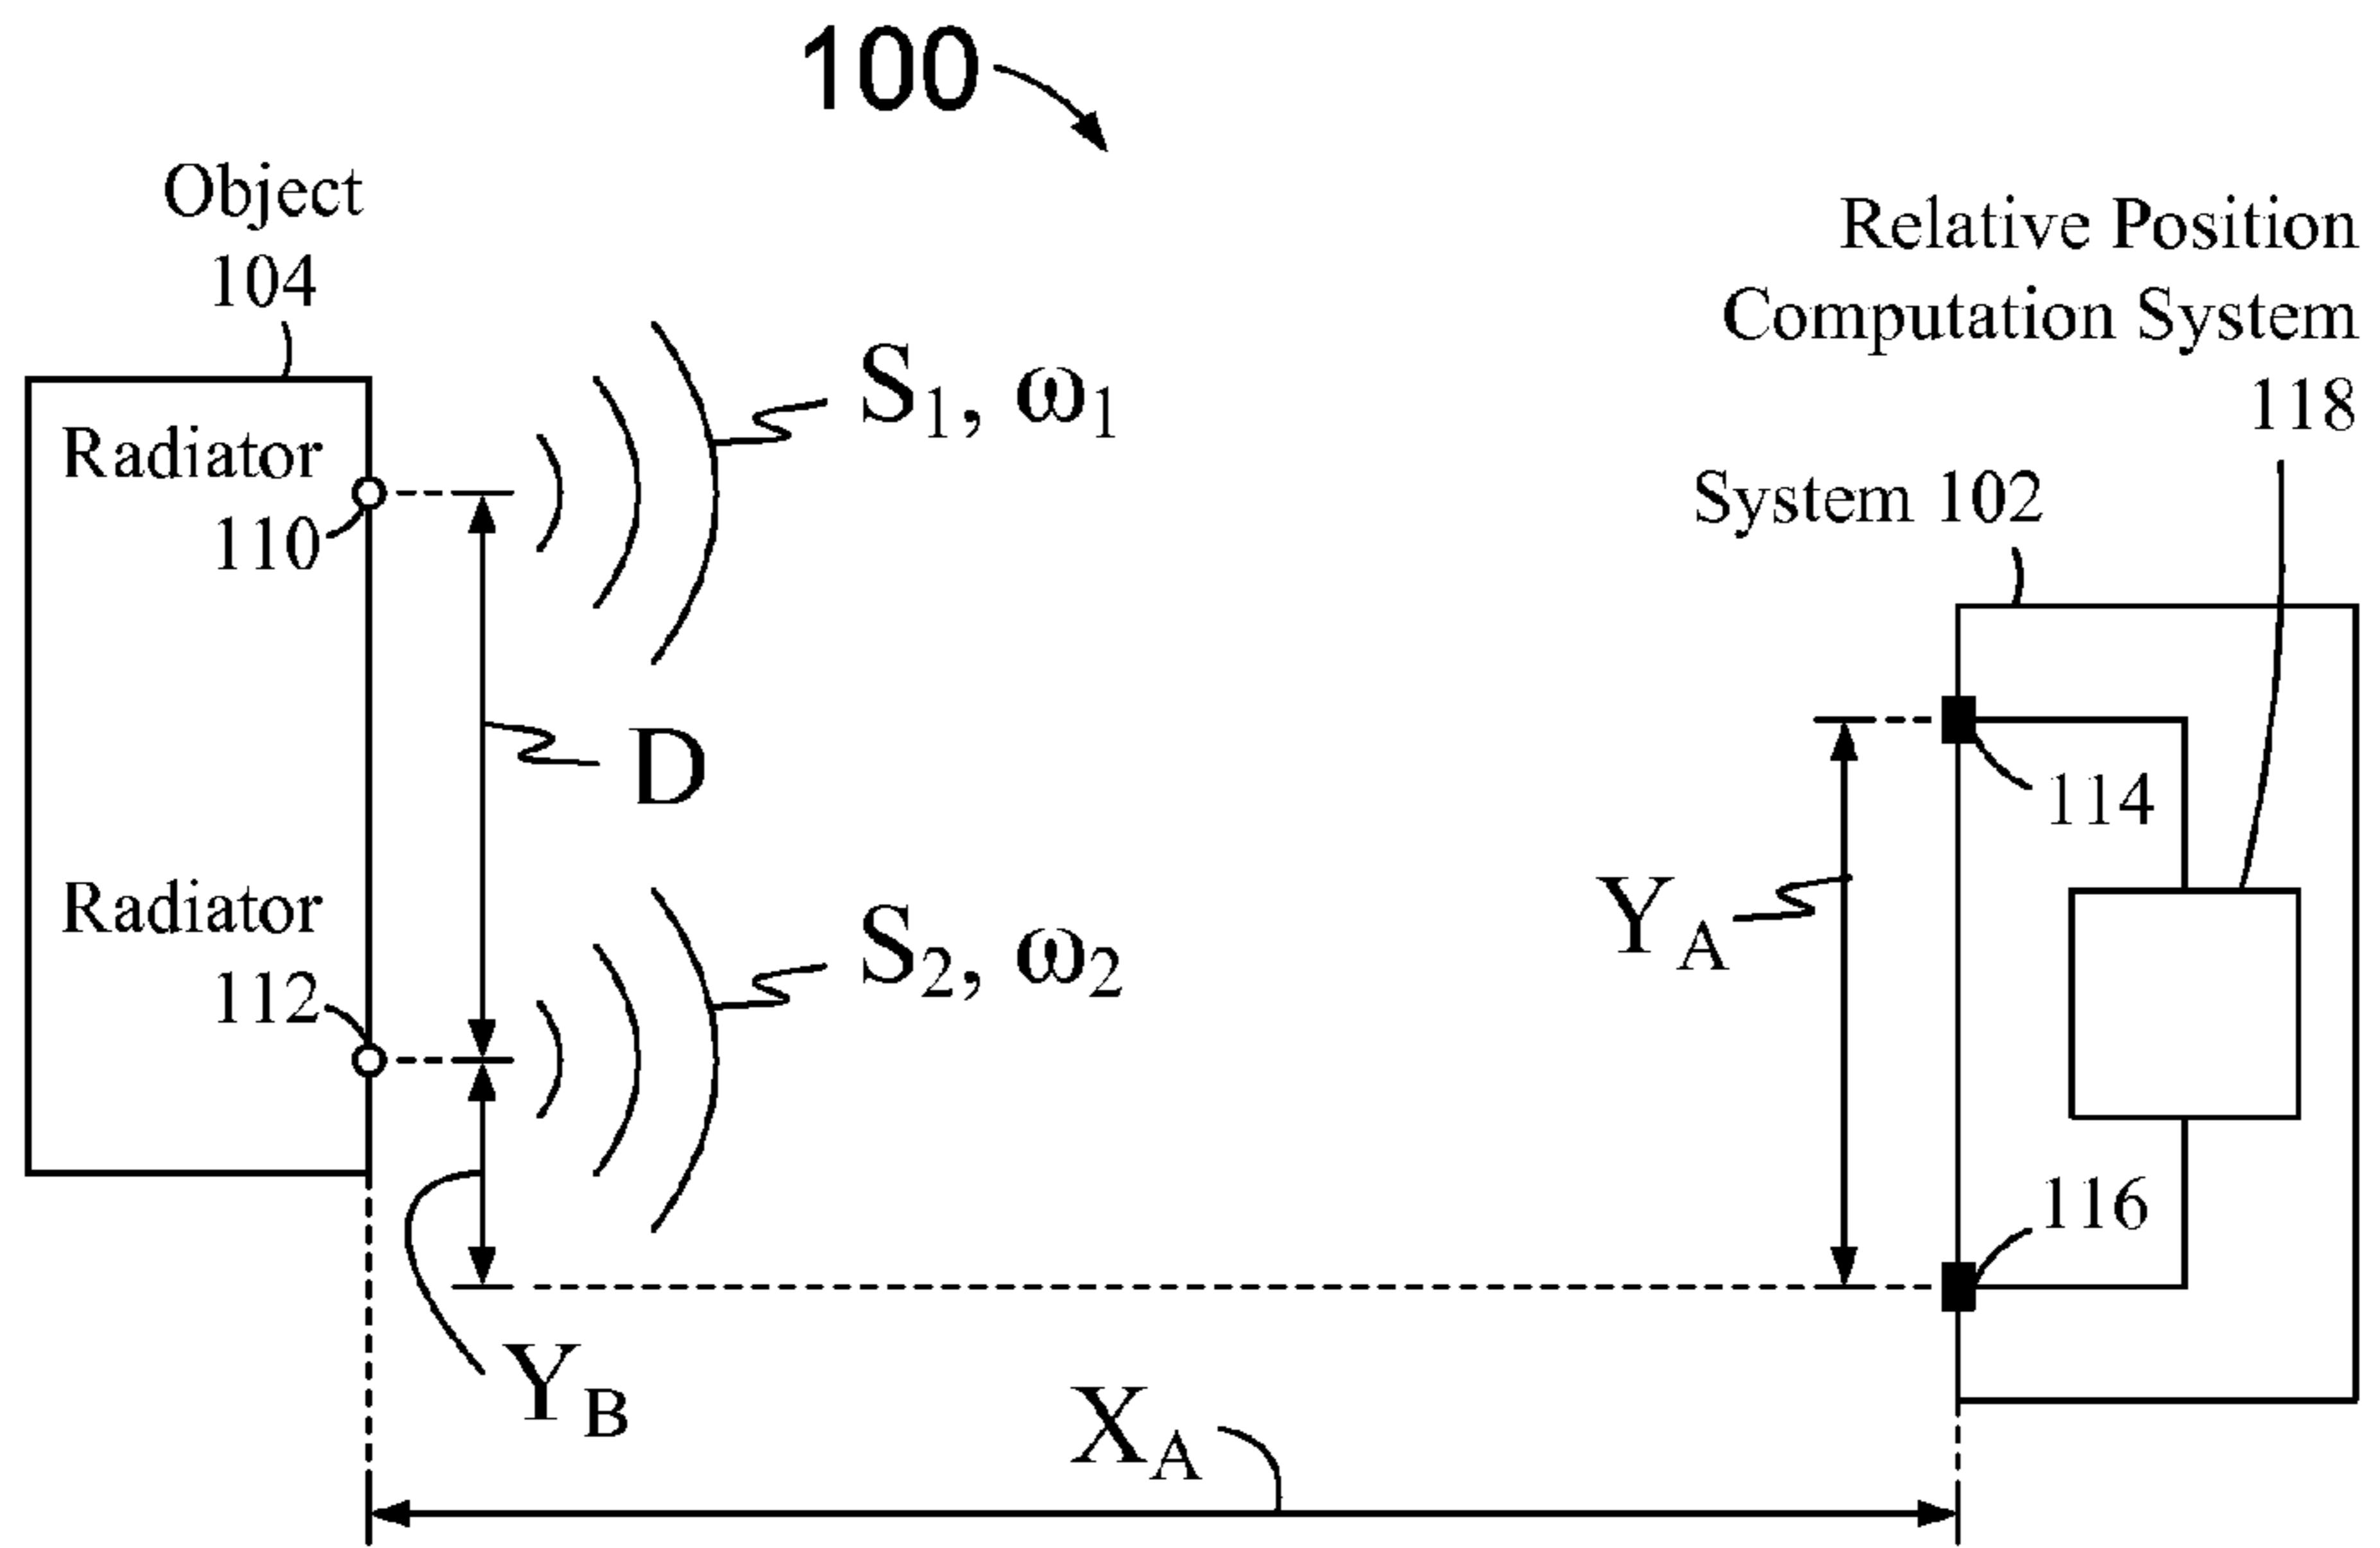 100
Object
104
Relative Position
Computation System
118
S1, ω1
Radiator
110
System 102
D
114
YA
Radiator
112
S2, ω2
116
YB
XA